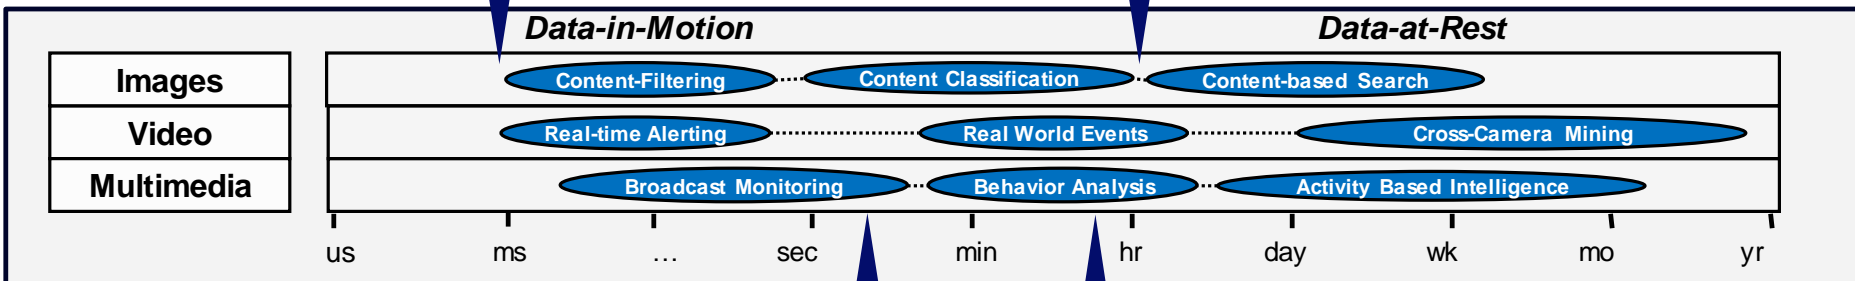 Data-in-Motion Data-at-Rest
Images Content-Filtering Content Classification Content-based Search
Video Real-time Alerting Real World Events Cross-Camera Mining
Multimedia Broadcast Monitoring Behavior Analysis Activity Based Intelligence
us ms ... sec min hr day wk mo yr